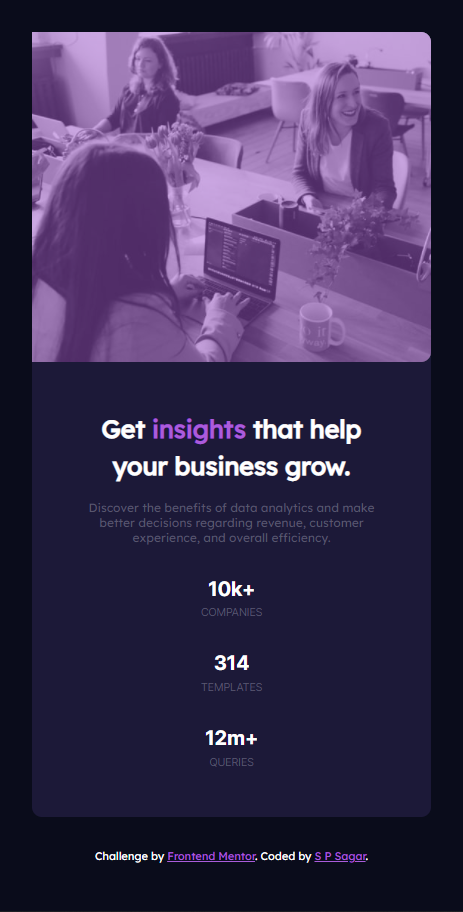 Get insights that help
your business grow.
Discover the benefits of data analytics and make
better decisions regarding revenue, customer
experience, and overall efficiency.
10k+
COMPANIES
314
TEMPLATES
12m+
QUERIES
Challenge by Frontend Mentor. Coded by S P Sagar.